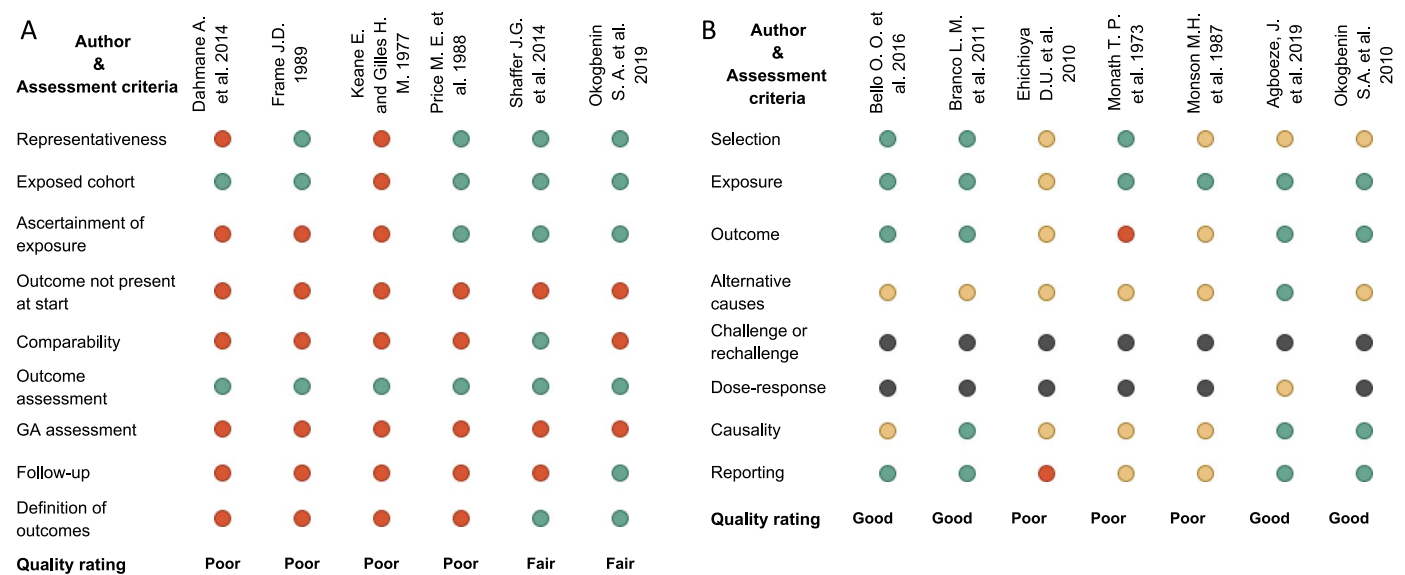 A
Author
&
Assessment criteria
Dahmane A.
et al. 2014
Frame J.D.
1989
Keane E.
and Gilles H.
M. 1977
Price M. E. et
al. 1988
Shaffer J.G.
et al. 2014
Okogbenin
S. A. et al.
2019
Representativeness
Exposed cohort
Ascertainment of
exposure
Outcome not present
at start
Comparability
Outcome
assessment
GA assessment
Follow-up
Definition of
outcomes
Quality rating Poor Poor Poor Poor Fair Fair
B
Author
&
Assessment
criteria
Bello O. O. et
al. 2016
Branco L. M.
et al. 2011
Ehichioya
D.U. et al.
2010
Monath T. P.
et al. 1973
Monson M.H.
et al. 1987
Agboeze, J.
et al. 2019
Okogbenin
S.A. et al.
2010
Selection
Exposure
Outcome
Alternative
causes
Challenge or
rechallenge
Dose-response
Causality
Reporting
Quality rating Good Good Poor Poor Poor Good Good